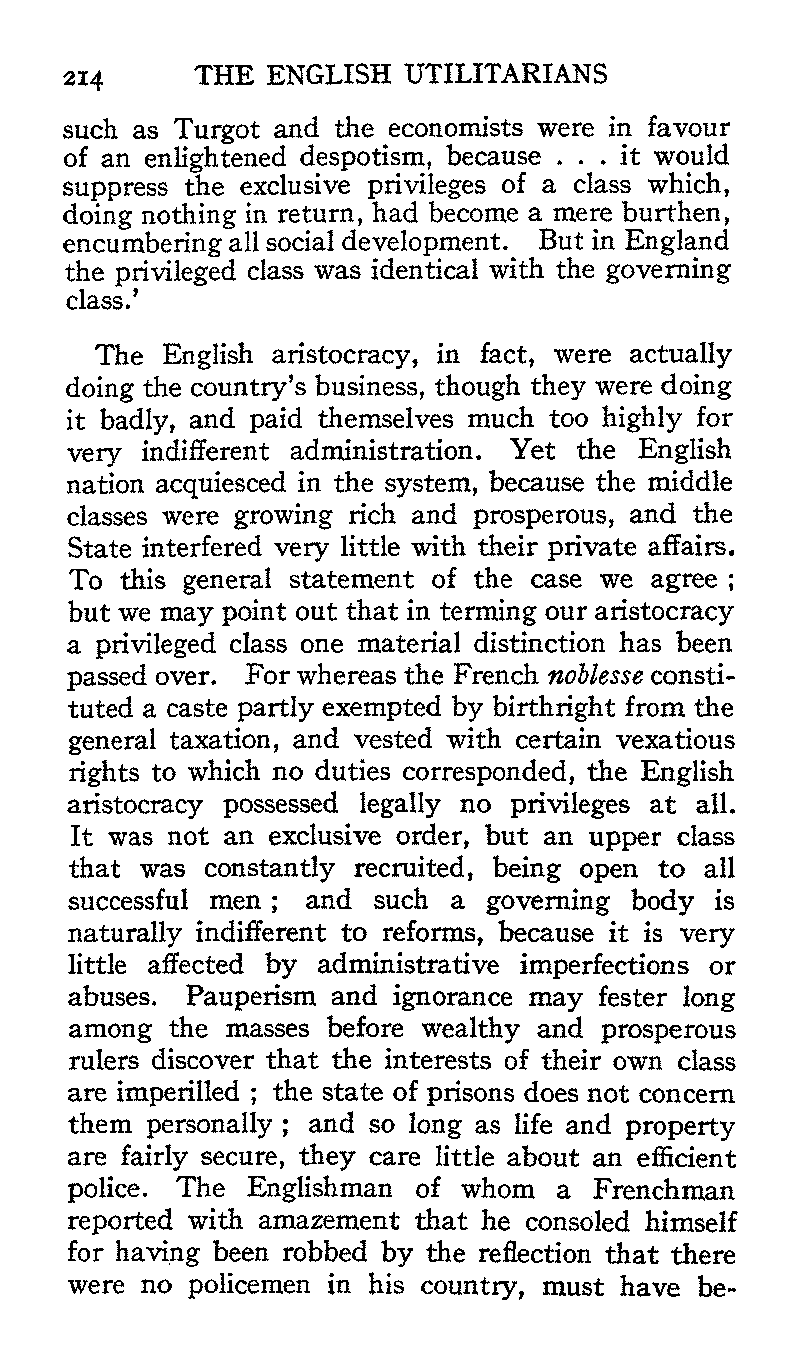 214 THE ENGLISH UTILITARIANS
such as Turgot and the economists were in favour
of an enlightened despotism, because . . . it would
suppress the exclusive privileges of a class which,
doing nothing in return, had become a mere burthen,
encumbering all social development. But in England
the privileged class was identical with the governing
class.’
The English aristocracy, in fact, were actually
doing the country’s business, though they were doing
it badly, and paid themselves much too highly for
very indifferent administration. Yet the English
nation acquiesced in the system, because the middle
classes were growing rich and prosperous, and the
State interfered very little with their private affairs.
To this general statement of the case we agree ;
but we may point out that in terming our aristocracy
a privileged class one material distinction has been
passed over. For whereas the French noblesse consti-
tuted a caste partly exempted by birthright from the
general taxation, and vested with certain vexatious
rights to which no duties corresponded, the English
aristocracy possessed legally no privileges at all.
It was not an exclusive order, but an upper class
that was constantly recruited, being open to all
successful men ; and such a governing body is
naturally indifferent to reforms, because it is very
little affected by administrative imperfections or
abuses. Pauperism and ignorance may fester long
among the masses before wealthy and prosperous
rulers discover that the interests of their own class
are imperilled ; the state of prisons does not concern
them personally ; and so long as life and property
are fairly secure, they care little about an efficient
police. The Englishman of whom a Frenchman
reported with amazement that he consoled himself
for having been robbed by the reflection that there
were no policemen in his country, must have be-